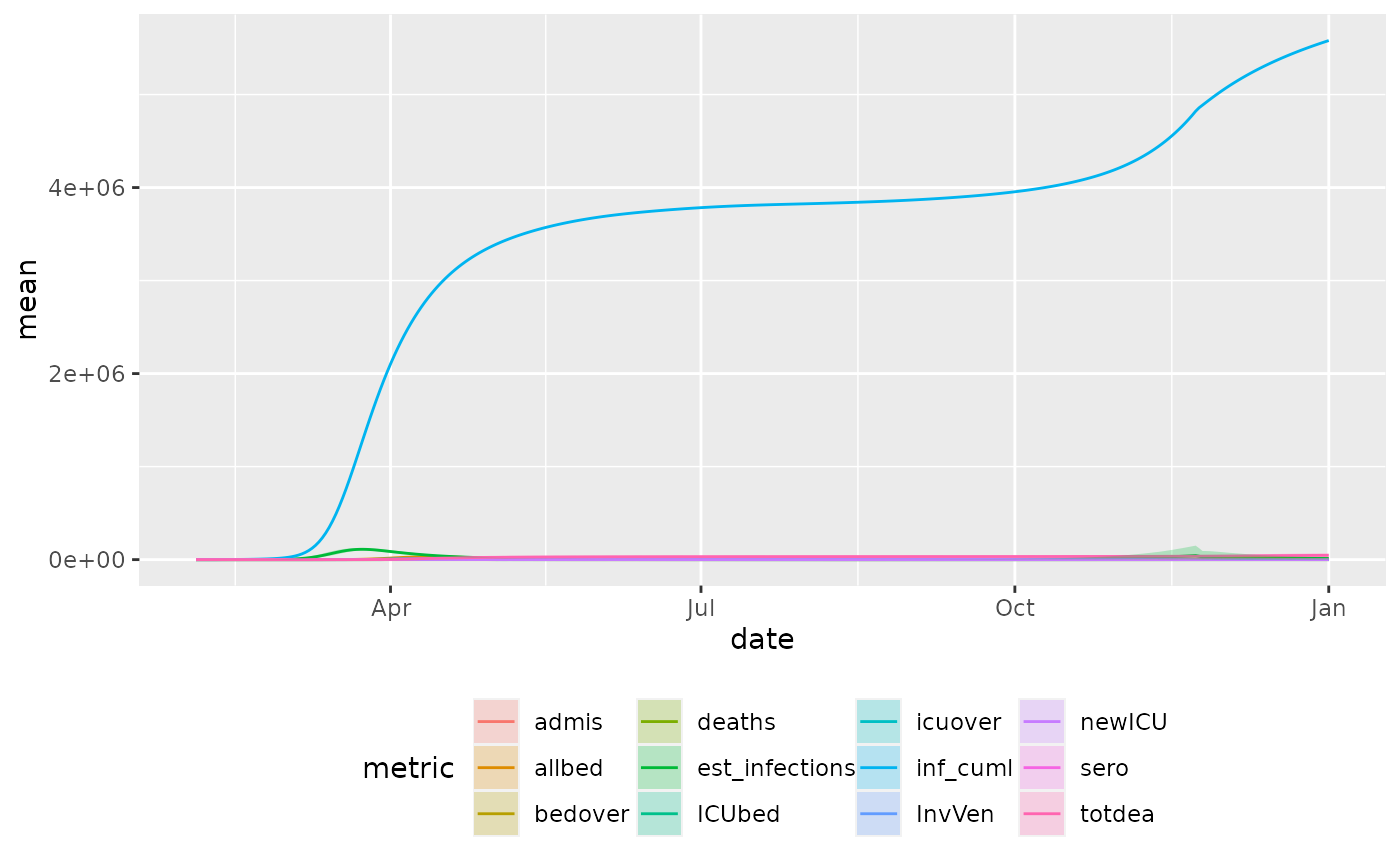 mean
4e+06
2e+06
0e+00
Apr Jul Oct Jan
date
metric
admis deaths icuover newICU
allbed est_infections inf_cuml sero
bedover ICUbed InvVen totdea